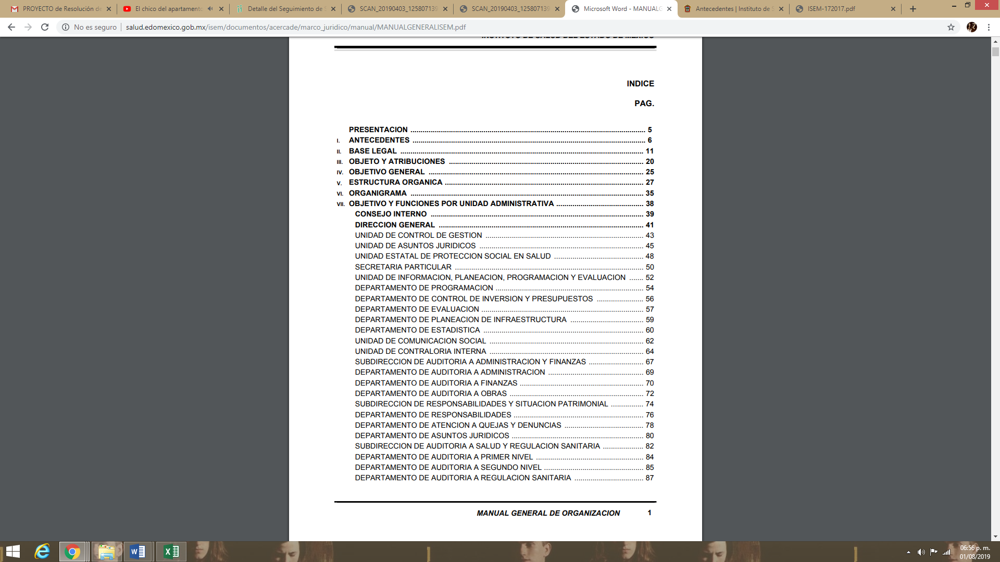 PROYECTO de Resolución de
El chico del apartamento
Detalle del Seguimiento de S
SCAN_20190403_125807139
SCAN_20190403_125807139
Microsoft Word - MANUALG
Antecedentes | Instituto de S
ISEM-172017.pdf
No es seguro | salud.edomexico.gob.mx/isem/documentos/acercade/marco_juridico/manual/MANUALGENERALISEM.pdf
INSTITUTO DE SALUD DEL ESTADO DE MEXICO
INDICE
PAG.
PRESENTACION ........ 5
I. ANTECEDENTES ........ 6
II. BASE LEGAL ........ 11
III. OBJETO Y ATRIBUCIONES ........ 20
IV. OBJETIVO GENERAL ........ 25
V. ESTRUCTURA ORGANICA ........ 27
VI. ORGANIGRAMA ........ 35
VII. OBJETIVO Y FUNCIONES POR UNIDAD ADMINISTRATIVA ........ 38
CONSEJO INTERNO ........ 39
DIRECCION GENERAL ........ 41
UNIDAD DE CONTROL DE GESTION ........ 43
UNIDAD DE ASUNTOS JURIDICOS ........ 45
UNIDAD ESTATAL DE PROTECCION SOCIAL EN SALUD ........ 48
SECRETARIA PARTICULAR ........ 50
UNIDAD DE INFORMACION, PLANEACION, PROGRAMACION Y EVALUACION ....... 52
DEPARTAMENTO DE PROGRAMACION ........ 54
DEPARTAMENTO DE CONTROL DE INVERSION Y PRESUPUESTOS ........ 56
DEPARTAMENTO DE EVALUACION ........ 57
DEPARTAMENTO DE PLANEACION DE INFRAESTRUCTURA ........ 59
DEPARTAMENTO DE ESTADISTICA ........ 60
UNIDAD DE COMUNICACION SOCIAL ........ 62
UNIDAD DE CONTRALORIA INTERNA ........ 64
SUBDIRECCION DE AUDITORIA A ADMINISTRACION Y FINANZAS ........ 67
DEPARTAMENTO DE AUDITORIA A ADMINISTRACION ........ 69
DEPARTAMENTO DE AUDITORIA A FINANZAS ........ 70
DEPARTAMENTO DE AUDITORIA A OBRAS ........ 72
SUBDIRECCION DE RESPONSABILIDADES Y SITUACION PATRIMONIAL ........ 74
DEPARTAMENTO DE RESPONSABILIDADES ........ 76
DEPARTAMENTO DE ATENCION A QUEJAS Y DENUNCIAS ........ 78
DEPARTAMENTO DE ASUNTOS JURIDICOS ........ 80
SUBDIRECCION DE AUDITORIA A SALUD Y REGULACION SANITARIA ........ 82
DEPARTAMENTO DE AUDITORIA A PRIMER NIVEL ........ 84
DEPARTAMENTO DE AUDITORIA A SEGUNDO NIVEL ........ 85
DEPARTAMENTO DE AUDITORIA A REGULACION SANITARIA ........ 87
MANUAL GENERAL DE ORGANIZACION 1
06:56 p. m.
01/08/2019